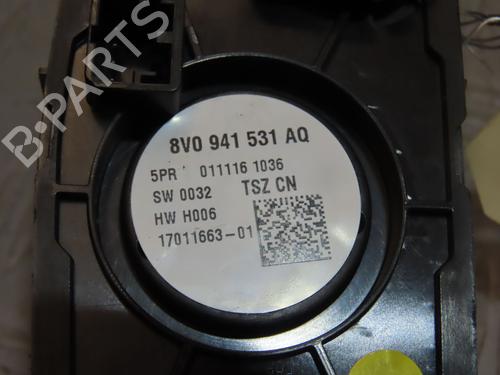 B-PARTS
8V0 941 531 AQ
5PR 011116 1036
SW 0032 TSZ CN
HW H006
17011663-01